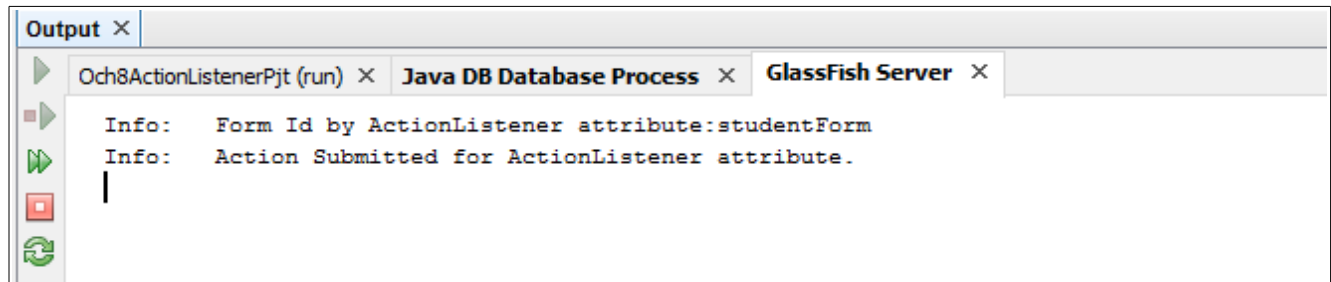 Output ×
Och8ActionListenerPjt (run) × Java DB Database Process × GlassFish Server ×
Info: Form Id by ActionListener attribute:studentForm
Info: Action Submitted for ActionListener attribute.